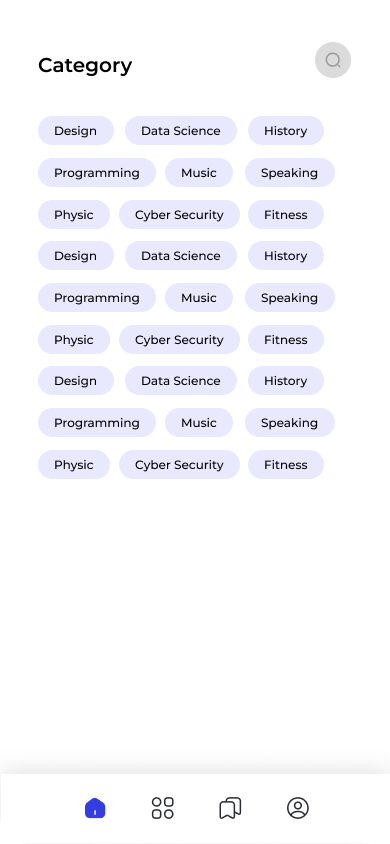 Category
Design Data Science History
Programming Music Speaking
Physic Cyber Security Fitness
Design Data Science History
Programming Music Speaking
Physic Cyber Security Fitness
Design Data Science History
Programming Music Speaking
Physic Cyber Security Fitness